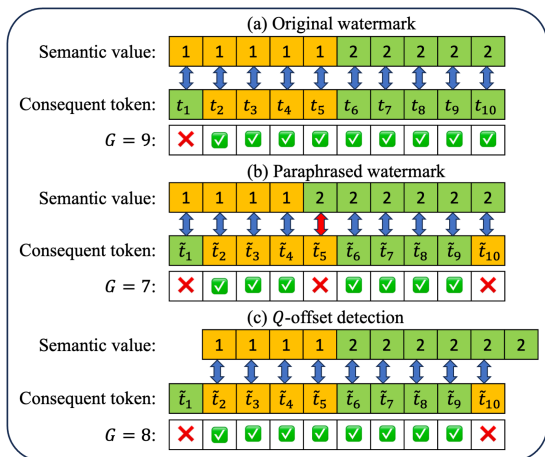 (a) Original watermark
Semantic value: 1 1 1 1 1 2 2 2 2 2
Consequent token: t₁ t₂ t₃ t₄ t₅ t₆ t₇ t₈ t₉ t₁₀
G = 9:
(b) Paraphrased watermark
Semantic value: 1 1 1 1 2 2 2 2 2 2
Consequent token: t̃₁ t̃₂ t̃₃ t̃₄ t̃₅ t̃₆ t̃₇ t̃₈ t̃₉ t̃₁₀
G = 7:
(c) Q-offset detection
Semantic value: 1 1 1 1 2 2 2 2 2 2
Consequent token: t̃₁ t̃₂ t̃₃ t̃₄ t̃₅ t̃₆ t̃₇ t̃₈ t̃₉ t̃₁₀
G = 8: